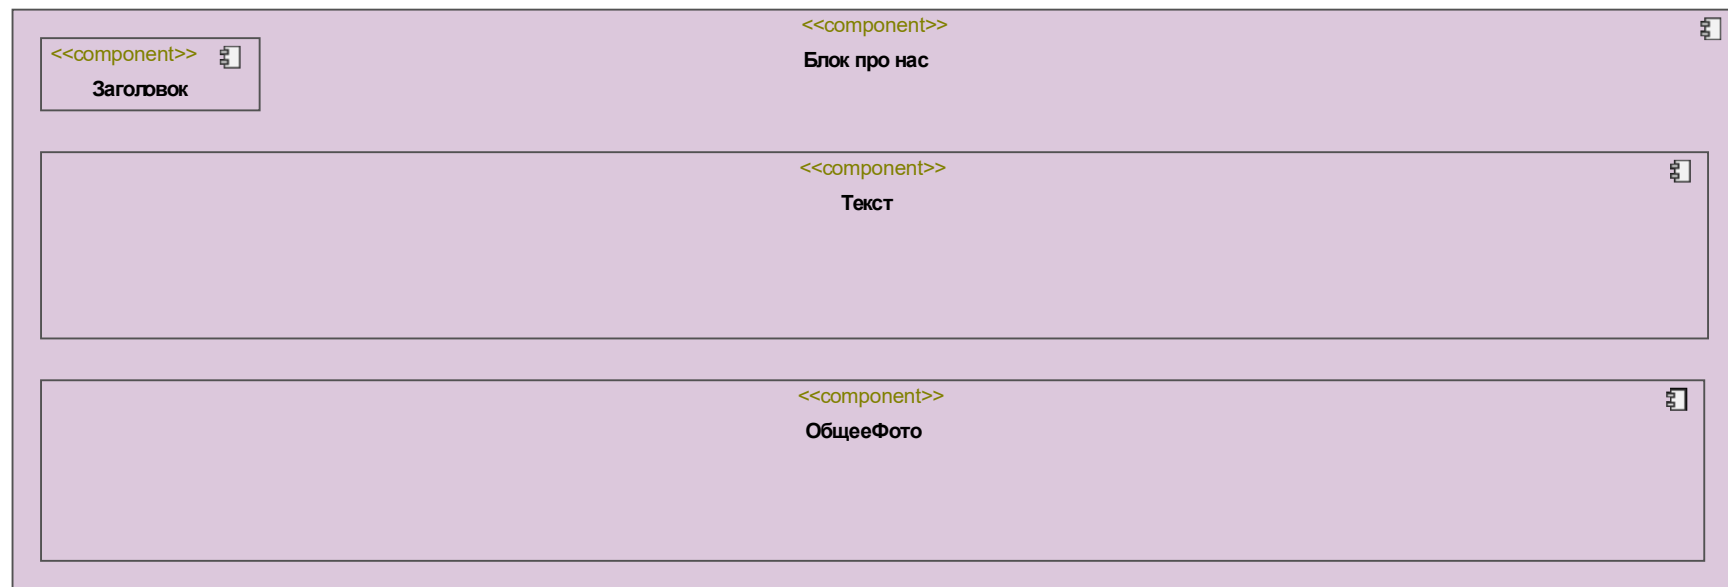 <<component>>
Блок про нас
<<component>>
Заголовок
<<component>>
Текст
<<component>>
ОбщееФото